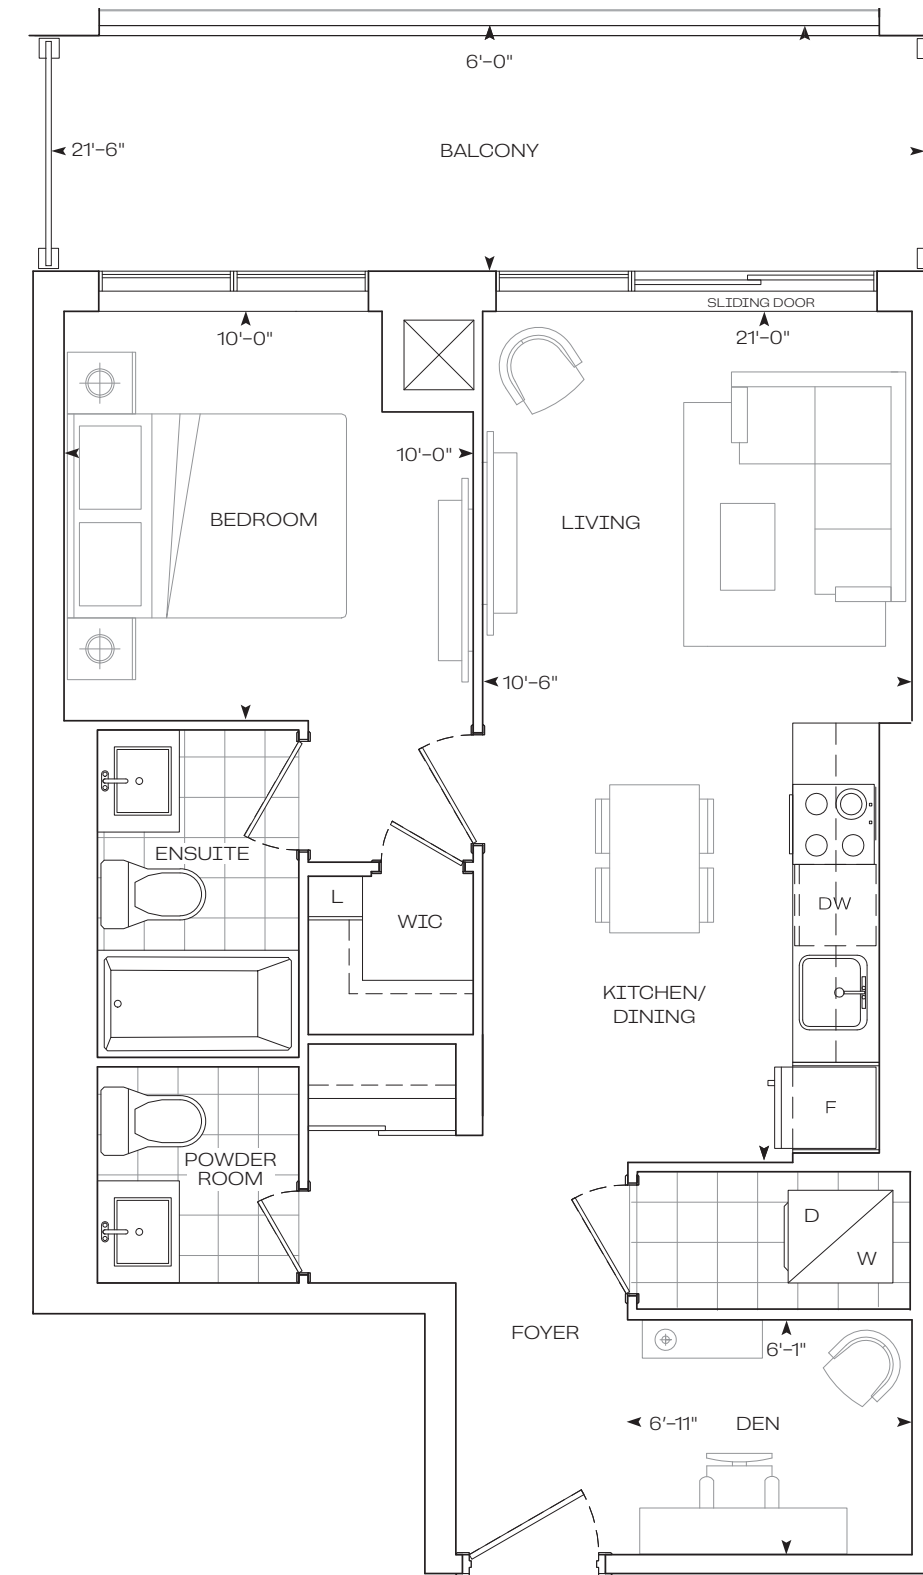 6'-0"
21'-6"
BALCONY
SLIDING DOOR
10'-0"
21'-0"
10'-0"
BEDROOM
LIVING
10'-6"
ENSUITE
L
WIC
DW
KITCHEN/
DINING
F
POWDER
ROOM
D
W
FOYER
6'-1"
6'-11"
DEN